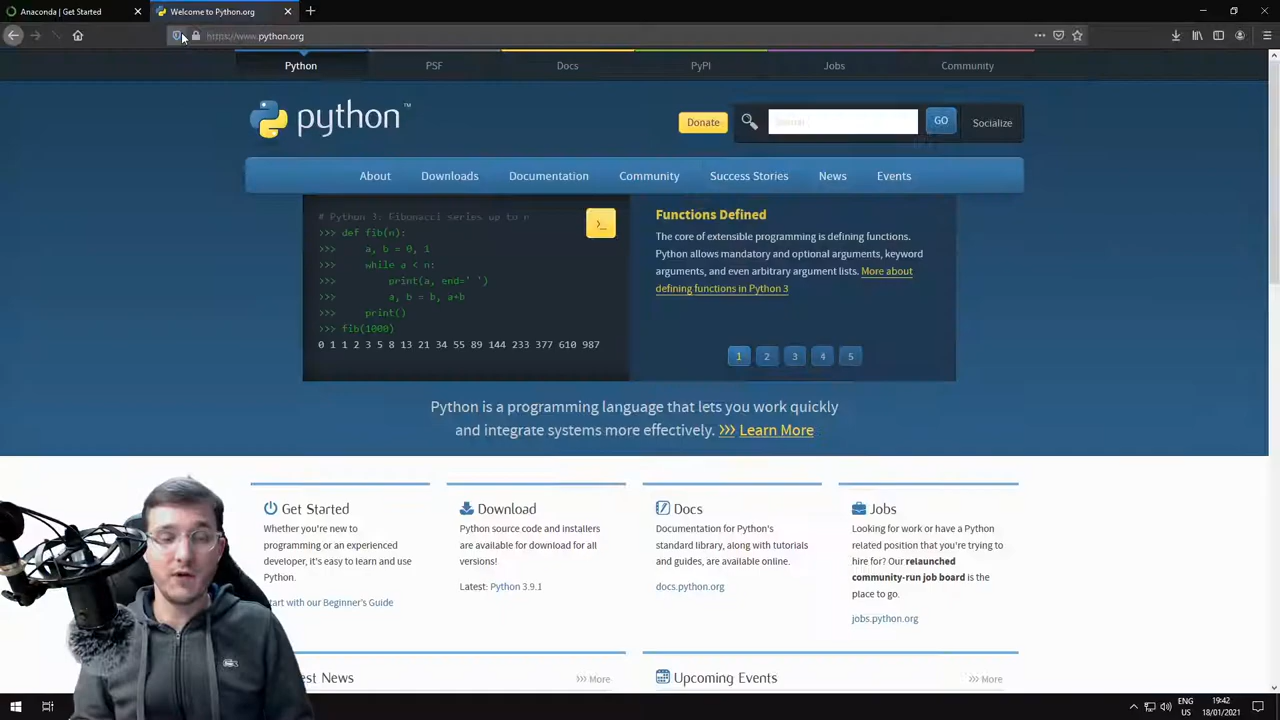 Anaconda | Get Started
Welcome to Python.org
https://www.python.org
Python
PSF
Docs
PyPI
Jobs
Community
python™
Donate
Search
GO
Socialize
About
Downloads
Documentation
Community
Success Stories
News
Events
# Python 3: Fibonacci series up to n
>>> def fib(n):
>>> a, b = 0, 1
>>> while a < n:
>>> print(a, end=' ')
>>> a, b = b, a+b
>>> print()
>>> fib(1000)
0 1 1 2 3 5 8 13 21 34 55 89 144 233 377 610 987
>_
Functions Defined
The core of extensible programming is defining functions.
Python allows mandatory and optional arguments, keyword
arguments, and even arbitrary argument lists. More about
defining functions in Python 3
1 2 3 4 5
Python is a programming language that lets you work quickly
and integrate systems more effectively. >>> Learn More
Get Started
Whether you're new to
programming or an experienced
developer, it's easy to learn and use
Python.
tart with our Beginner's Guide
Download
Python source code and installers
are available for download for all
versions!
Latest: Python 3.9.1
Docs
Documentation for Python's
standard library, along with tutorials
and guides, are available online.
docs.python.org
Jobs
Looking for work or have a Python
related position that you're trying to
hire for? Our relaunched
community-run job board is the
place to go.
jobs.python.org
est News
>>> More
Upcoming Events
>>> More
ENG
US
19:42
18/01/2021